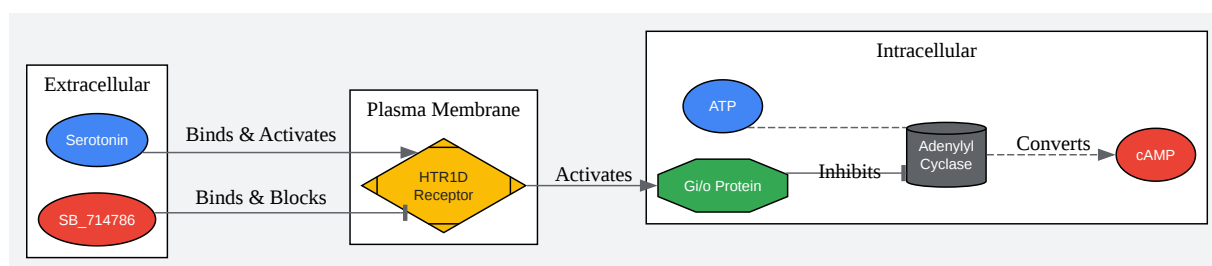 Extracellular
Serotonin
SB_714786
Binds & Activates
Binds & Blocks
Plasma Membrane
HTR1D
Receptor
Activates
Intracellular
ATP
Gi/o Protein
Inhibits
Adenylyl
Cyclase
Converts
cAMP